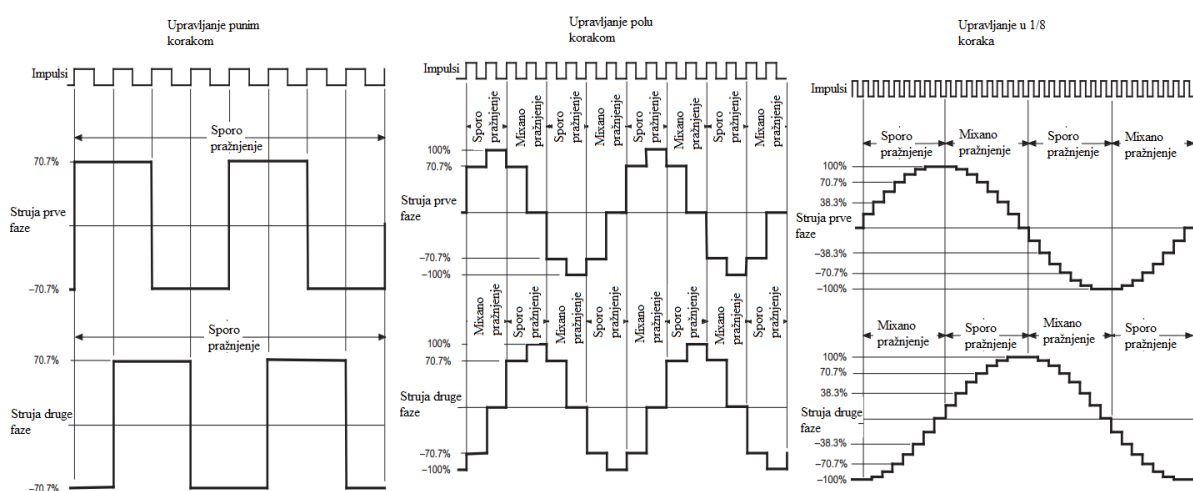 Upravljanje punim
korakom
Impulsi
Sporo
pražnjenje
70.7%
Struja prve
faze
–70.7%
Sporo
pražnjenje
70.7%
Struja druge
faze
–70.7%
Upravljanje polu
korakom
Impulsi
Sporo
pražnjenje
Mixano
pražnjenje
Sporo
pražnjenje
Mixano
pražnjenje
Sporo
pražnjenje
Mixano
pražnjenje
Sporo
pražnjenje
Mixano
pražnjenje
100%
70.7%
Struja prve
faze
–70.7%
–100%
Mixano
pražnjenje
Sporo
pražnjenje
Mixano
pražnjenje
Sporo
pražnjenje
Mixano
pražnjenje
Sporo
pražnjenje
Mixano
pražnjenje
Sporo
pražnjenje
100%
70.7%
Struja druge
faze
–70.7%
–100%
Upravljanje u 1/8
koraka
Impulsi
Sporo
pražnjenje
Mixano
pražnjenje
Sporo
pražnjenje
Mixano
pražnjenje
100%
70.7%
38.3%
Struja prve
faze
–38.3%
–70.7%
–100%
Mixano
pražnjenje
Sporo
pražnjenje
Mixano
pražnjenje
Sporo
pražnjenje
100%
70.7%
38.3%
Struja druge
faze
–38.3%
–70.7%
–100%